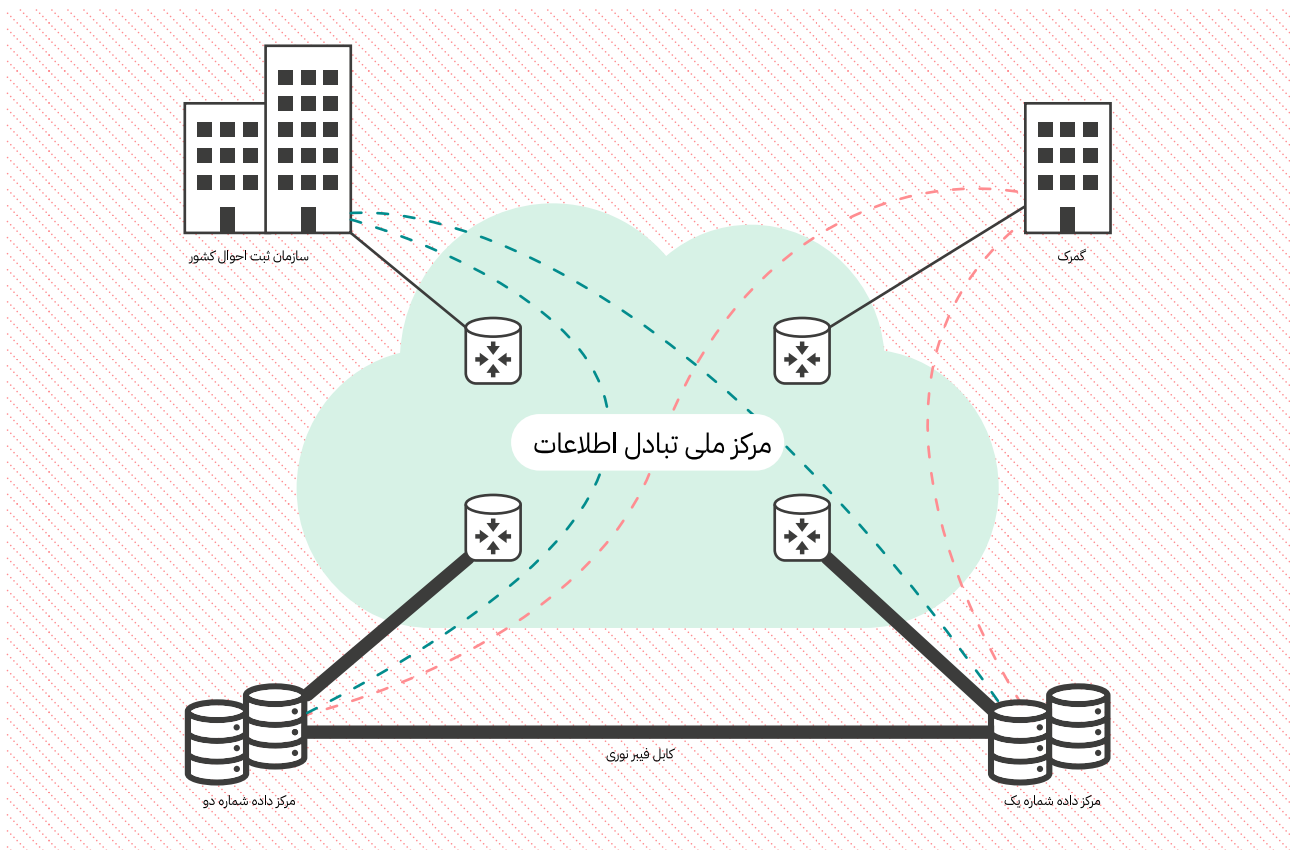 گمرک
سازمان ثبت احوال کشور
مرکز ملی تبادل اطلاعات
کابل فیبر نوری
مرکز داده شماره یک
مرکز داده شماره دو